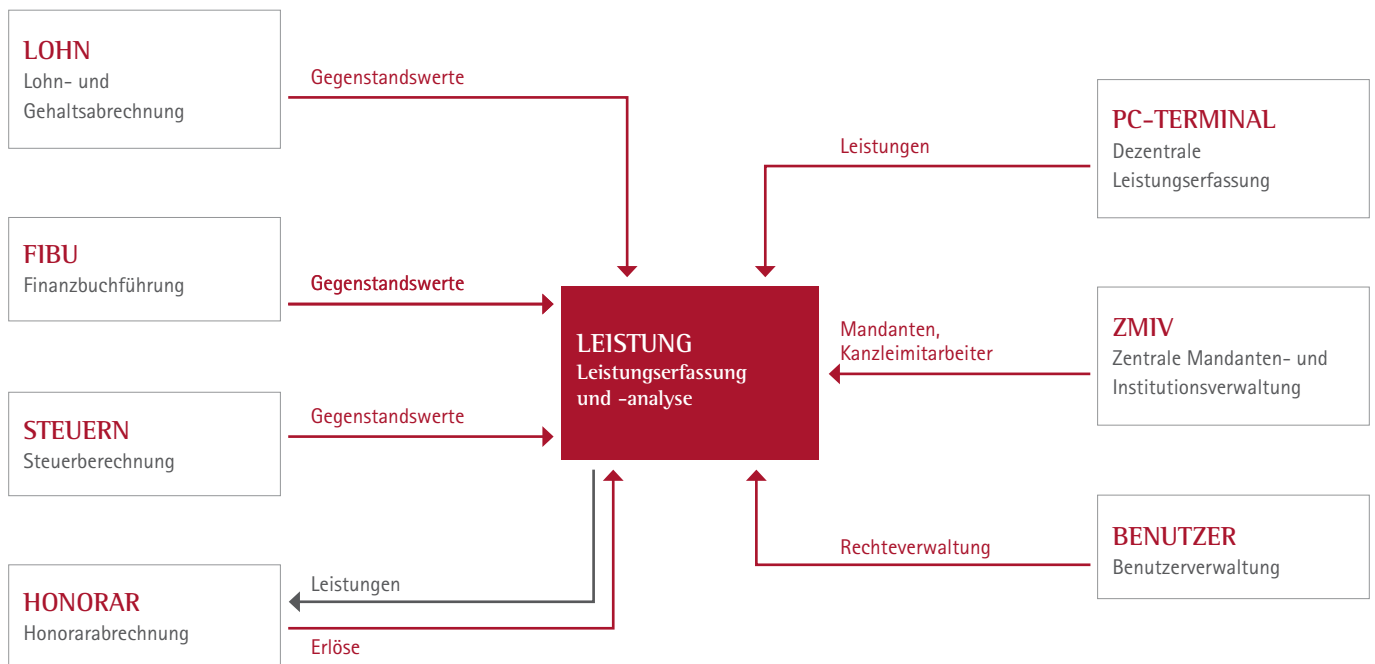 LOHN
Lohn- und
Gehaltsabrechnung
Gegenstandswerte
FIBU
Finanzbuchführung
Gegenstandswerte
STEUERN
Steuerberechnung
Gegenstandswerte
HONORAR
Honorarabrechnung
Leistungen
Erlöse
LEISTUNG
Leistungserfassung
und -analyse
Leistungen
PC-TERMINAL
Dezentrale
Leistungserfassung
Mandanten,
Kanzleimitarbeiter
ZMIV
Zentrale Mandanten- und
Institutionsverwaltung
Rechteverwaltung
BENUTZER
Benutzerverwaltung